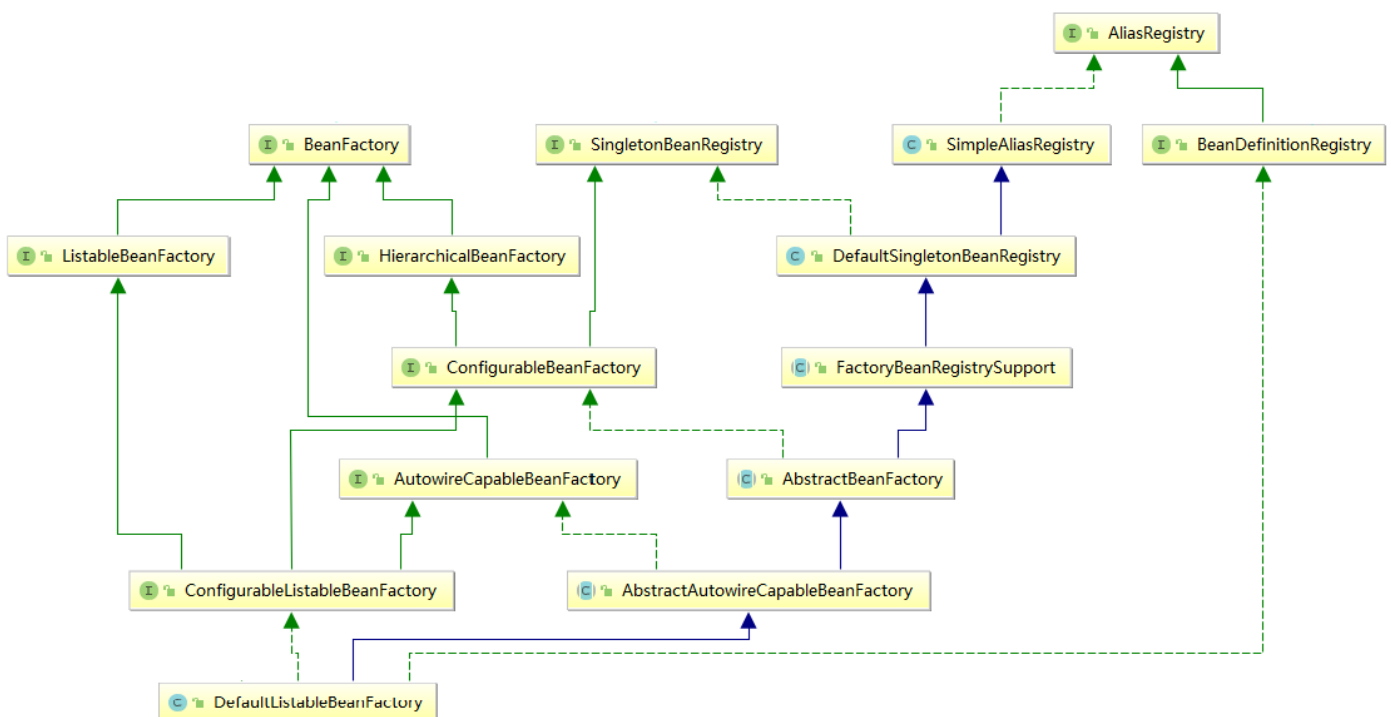 I AliasRegistry
I BeanFactory
I SingletonBeanRegistry
C SimpleAliasRegistry
I BeanDefinitionRegistry
I ListableBeanFactory
I HierarchicalBeanFactory
C DefaultSingletonBeanRegistry
I ConfigurableBeanFactory
C FactoryBeanRegistrySupport
I AutowireCapableBeanFactory
C AbstractBeanFactory
I ConfigurableListableBeanFactory
C AbstractAutowireCapableBeanFactory
C DefaultListableBeanFactory